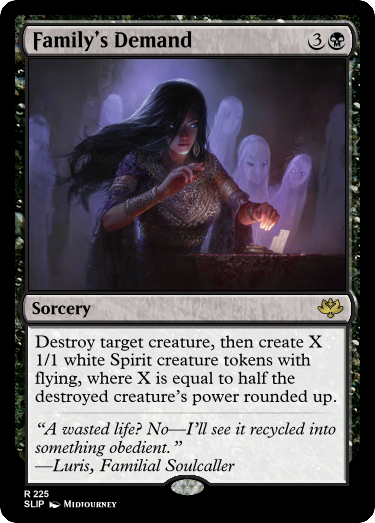 Family's Demand 3
Sorcery
Destroy target creature, then create X
1/1 white Spirit creature tokens with
flying, where X is equal to half the
destroyed creature's power rounded up.
“A wasted life? No—I'll see it recycled into
something obedient.”
—Luris, Familial Soulcaller
R 225
SLIP MIDJOURNEY